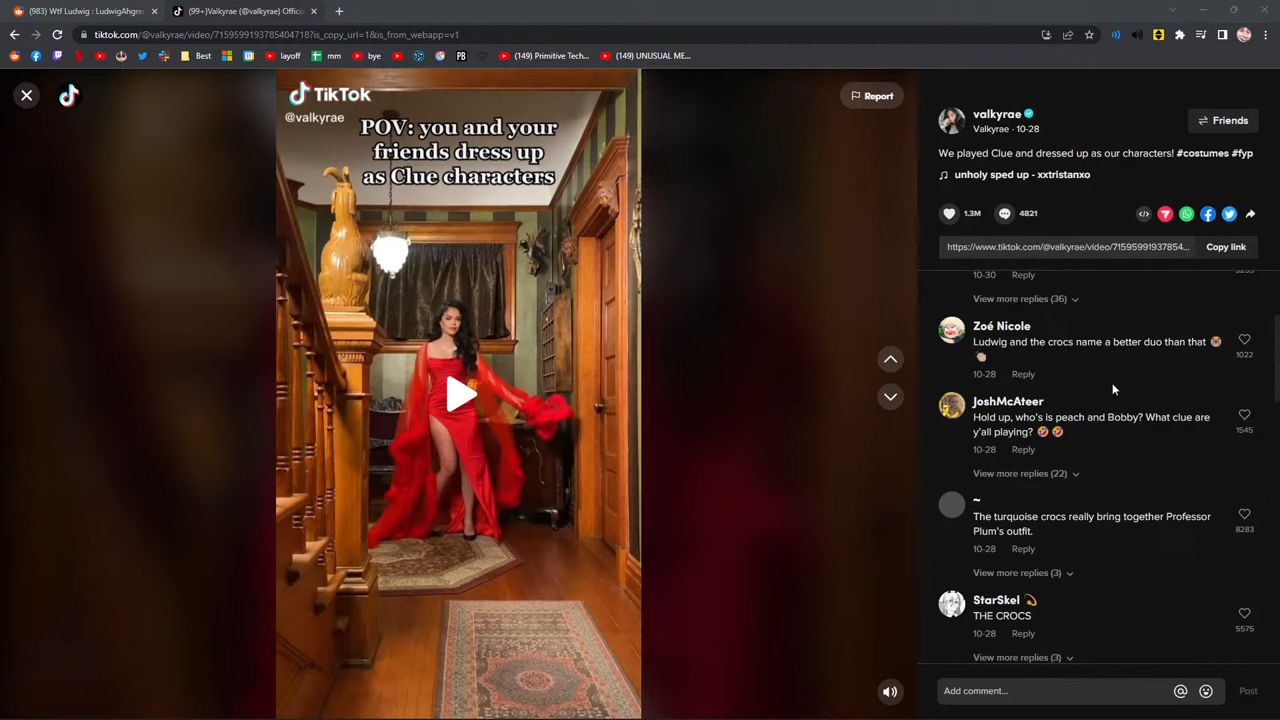 (983) Wtf Ludwig : LudwigAhgre
(99+)Valkyrae (@valkyrae) Offici
tiktok.com/@valkyrae/video/7159599193785404718?is_copy_url=1&is_from_webapp=v1
Best
layoff
mm
bye
PB
(149) Primitive Tech...
(149) UNUSUAL ME...
TikTok
@valkyrae
POV: you and your
friends dress up
as Clue characters
Report
valkyrae
Valkyrae · 10-28
Friends
We played Clue and dressed up as our characters! #costumes #fyp
unholy sped up - xxtristanxo
1.3M
4821
https://www.tiktok.com/@valkyrae/video/71595991937854...
Copy link
10-30 Reply
View more replies (36)
Zoé Nicole
Ludwig and the crocs name a better duo than that
1022
10-28 Reply
JoshMcAteer
Hold up, who's is peach and Bobby? What clue are
y'all playing? 🤣 🤣
1545
10-28 Reply
View more replies (22)
~
The turquoise crocs really bring together Professor
Plum's outfit.
8283
10-28 Reply
View more replies (3)
StarSkel 💫
THE CROCS
5575
10-28 Reply
View more replies (3)
Add comment...
Post